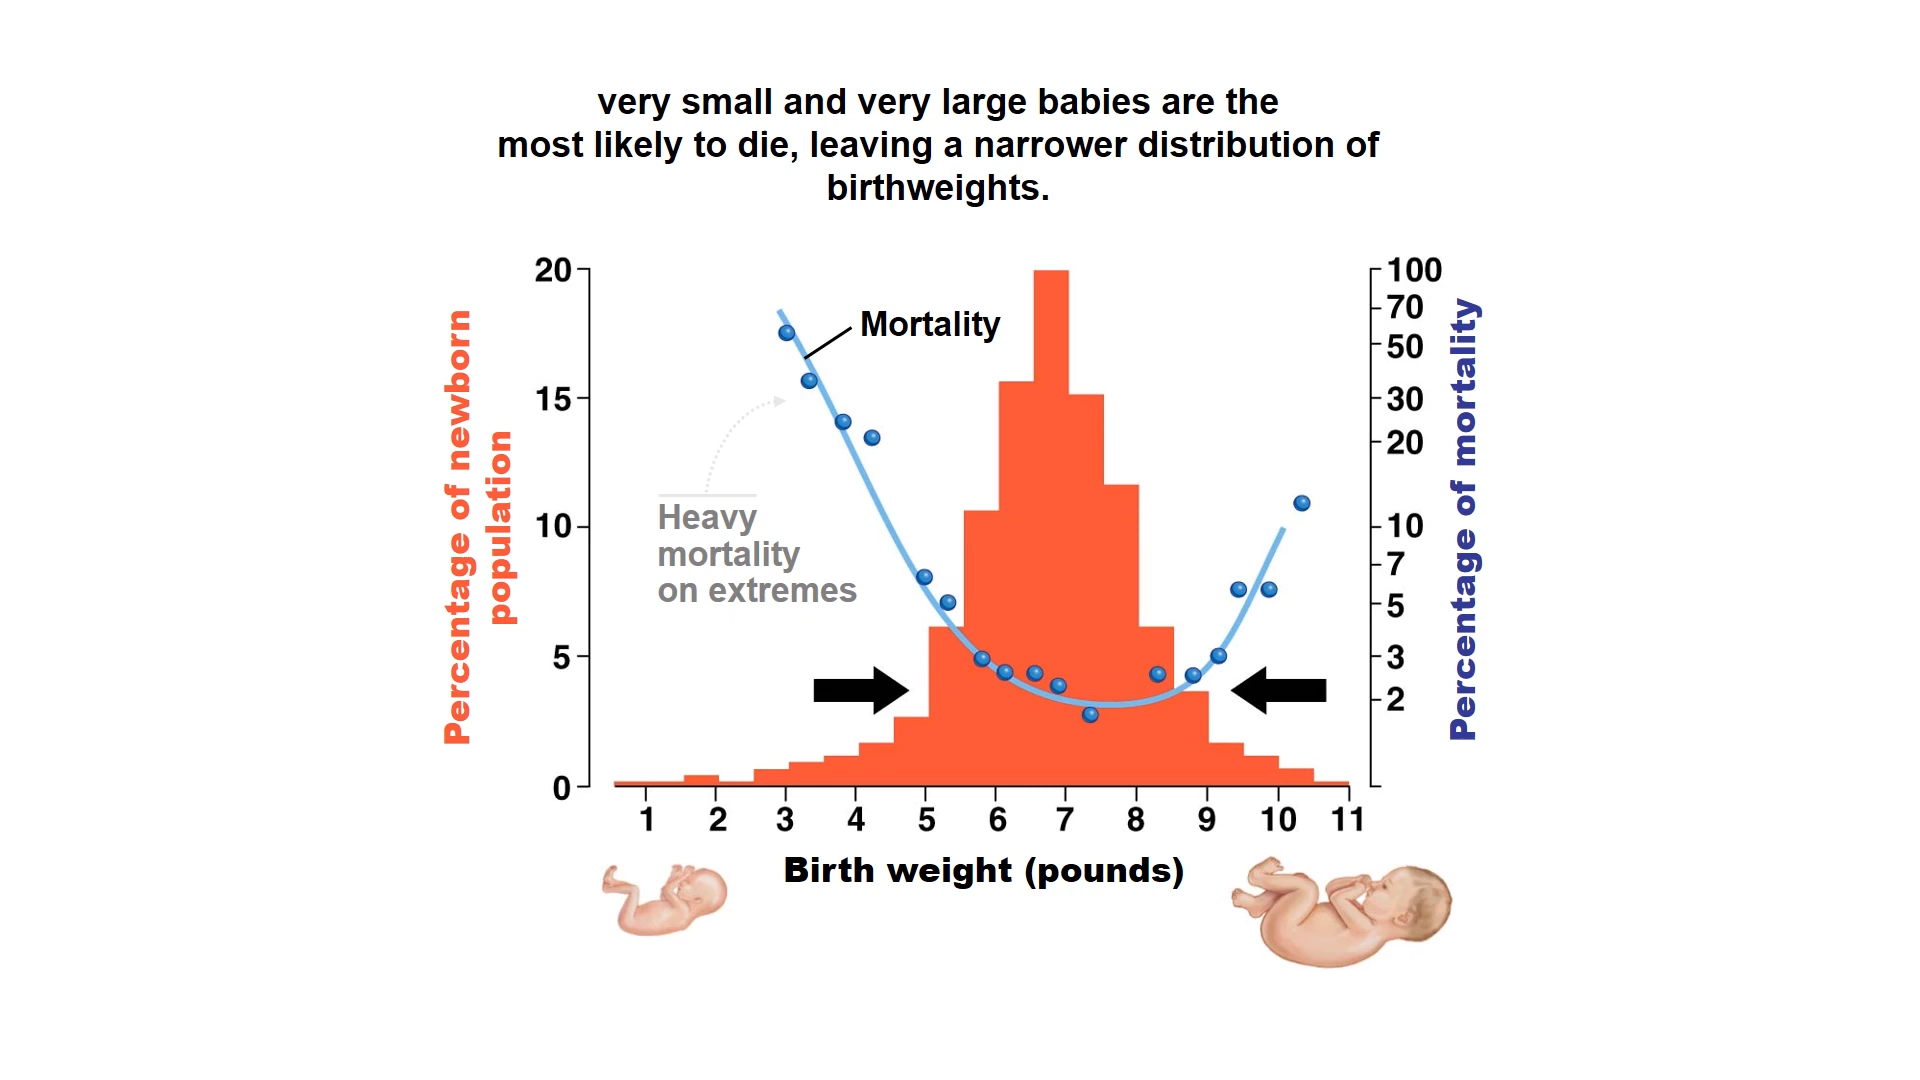 very small and very large babies are the
most likely to die, leaving a narrower distribution of
birthweights.
Percentage of newborn
population
20
15
10
5
0
Mortality
Heavy
mortality
on extremes
100
70
50
30
20
10
7
5
3
2
Percentage of mortality
1 2 3 4 5 6 7 8 9 10 11
Birth weight (pounds)